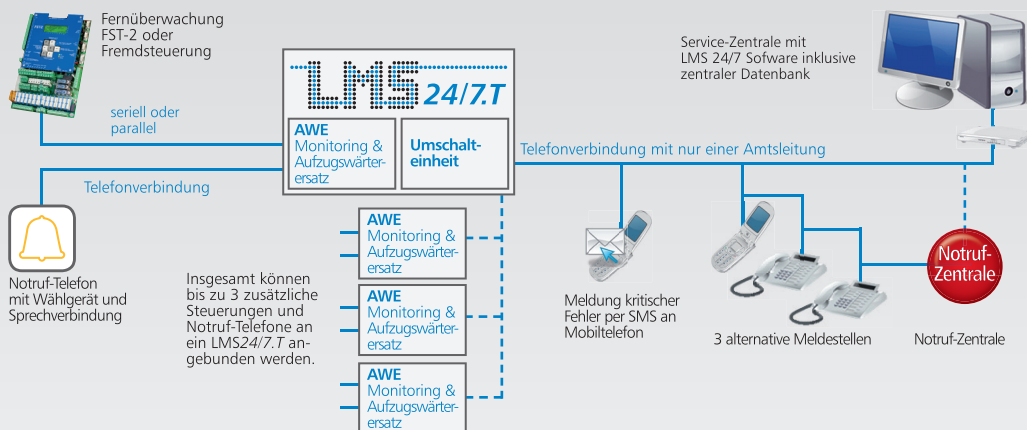 Fernüberwachung
FST-2 oder
Fremdsteuerung
seriell oder
parallel
Telefonverbindung
Notruf-Telefon
mit Wählgerät und
Sprechverbindung
LMS 24/7.T
AWE
Monitoring &
Aufzugswärter-
ersatz
Umschalt-
einheit
Insgesamt können
bis zu 3 zusätzliche
Steuerungen und
Notruf-Telefone an
ein LMS24/7.T an-
gebunden werden.
AWE
Monitoring &
Aufzugswärter-
ersatz
AWE
Monitoring &
Aufzugswärter-
ersatz
AWE
Monitoring &
Aufzugswärter-
ersatz
Service-Zentrale mit
LMS 24/7 Sofware inklusive
zentraler Datenbank
Telefonverbindung mit nur einer Amtsleitung
Meldung kritischer
Fehler per SMS an
Mobiltelefon
3 alternative Meldestellen
Notruf-
Zentrale
Notruf-Zentrale